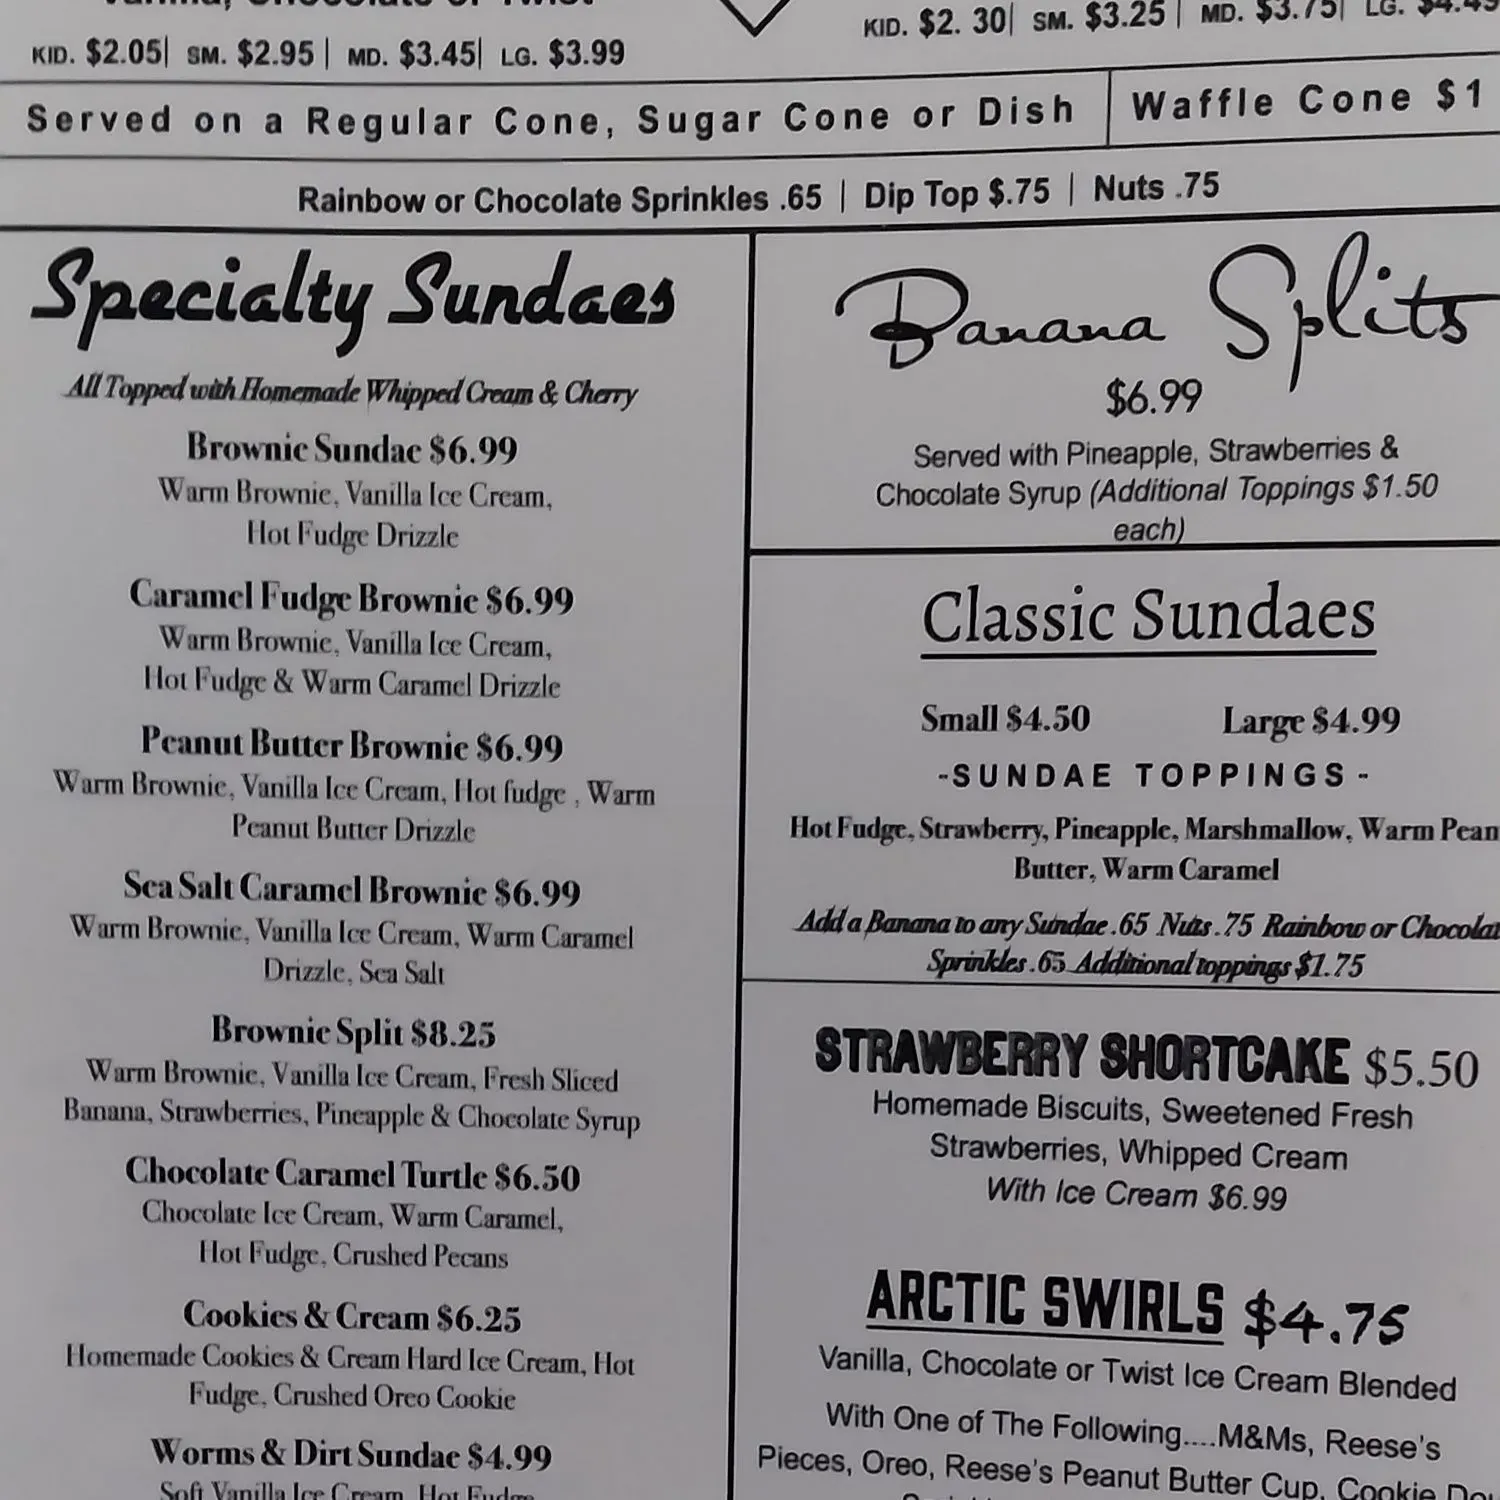 Vanilla, Chocolate or Twist
KID. $2.05| SM. $2.95 | MD. $3.45| LG. $3.99
KID. $2. 30| SM. $3.25 | MD. $3.75| LG. $4.49
Served on a Regular Cone, Sugar Cone or Dish
Waffle Cone $1
Rainbow or Chocolate Sprinkles .65 | Dip Top $.75 | Nuts .75
Specialty Sundaes
All Topped with Homemade Whipped Cream & Cherry
Brownie Sundae $6.99
Warm Brownie, Vanilla Ice Cream,
Hot Fudge Drizzle
Caramel Fudge Brownie $6.99
Warm Brownie, Vanilla Ice Cream,
Hot Fudge & Warm Caramel Drizzle
Peanut Butter Brownie $6.99
Warm Brownie, Vanilla Ice Cream, Hot fudge , Warm
Peanut Butter Drizzle
Sea Salt Caramel Brownie $6.99
Warm Brownie, Vanilla Ice Cream, Warm Caramel
Drizzle, Sea Salt
Brownie Split $8.25
Warm Brownie, Vanilla Ice Cream, Fresh Sliced
Banana, Strawberries, Pineapple & Chocolate Syrup
Chocolate Caramel Turtle $6.50
Chocolate Ice Cream, Warm Caramel,
Hot Fudge, Crushed Pecans
Cookies & Cream $6.25
Homemade Cookies & Cream Hard Ice Cream, Hot
Fudge, Crushed Oreo Cookie
Worms & Dirt Sundae $4.99
Soft Vanilla Ice Cream, Hot Fudge
Banana Splits
$6.99
Served with Pineapple, Strawberries &
Chocolate Syrup (Additional Toppings $1.50
each)
Classic Sundaes
Small $4.50 Large $4.99
-SUNDAE TOPPINGS-
Hot Fudge, Strawberry, Pineapple, Marshmallow, Warm Pean
Butter, Warm Caramel
Add a Banana to any Sundae .65 Nuts .75 Rainbow or Chocolat
Sprinkles .65 Additional toppings $1.75
STRAWBERRY SHORTCAKE $5.50
Homemade Biscuits, Sweetened Fresh
Strawberries, Whipped Cream
With Ice Cream $6.99
ARCTIC SWIRLS $4.75
Vanilla, Chocolate or Twist Ice Cream Blended
With One of The Following....M&Ms, Reese's
Pieces, Oreo, Reese's Peanut Butter Cup, Cookie Dou